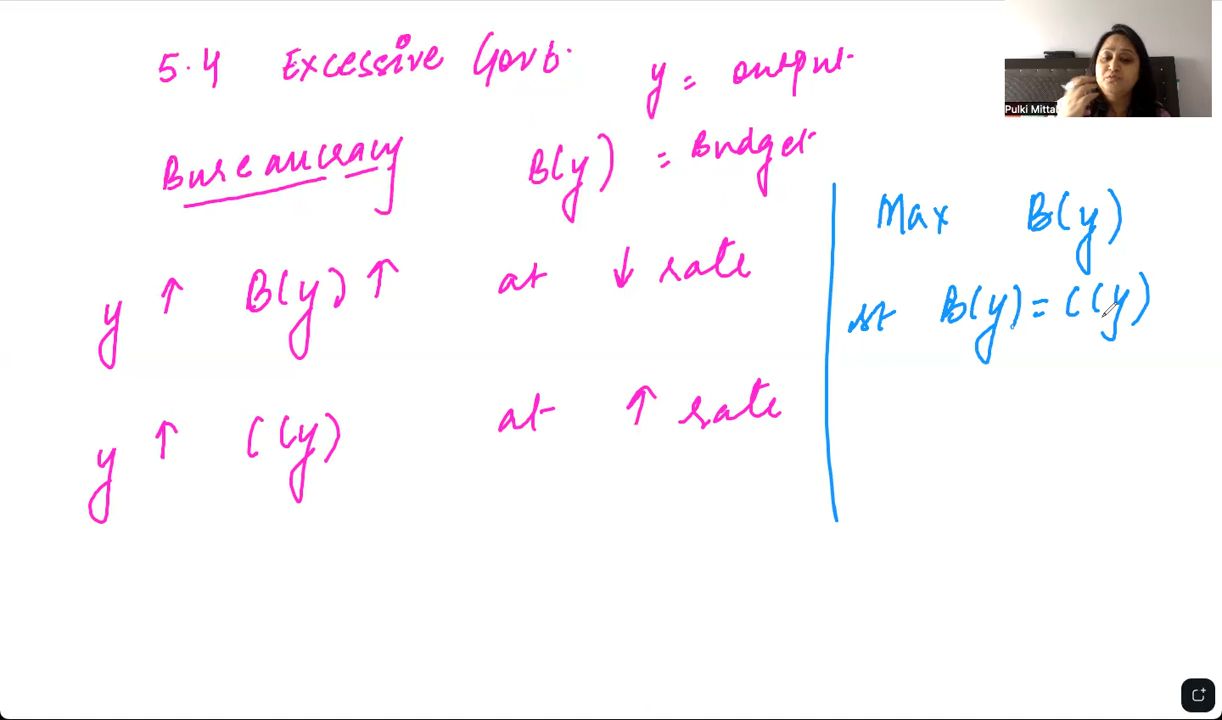 5.4 Excessive Govt.
y = output
Bureaucracy B(y) = Budget
y ↑ B(y) ↑ at ↓ rate
y ↑ C(y) at ↑ rate
Max B(y)
st B(y) = C(y)
Pulki Mittal